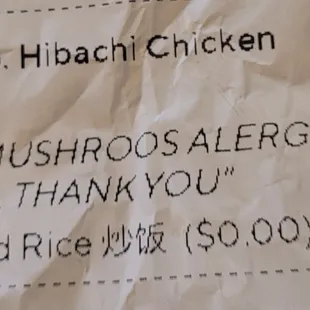 . Hibachi Chicken
MUSHROOS ALERG
. THANK YOU"
d Rice 炒饭 ($0.00)